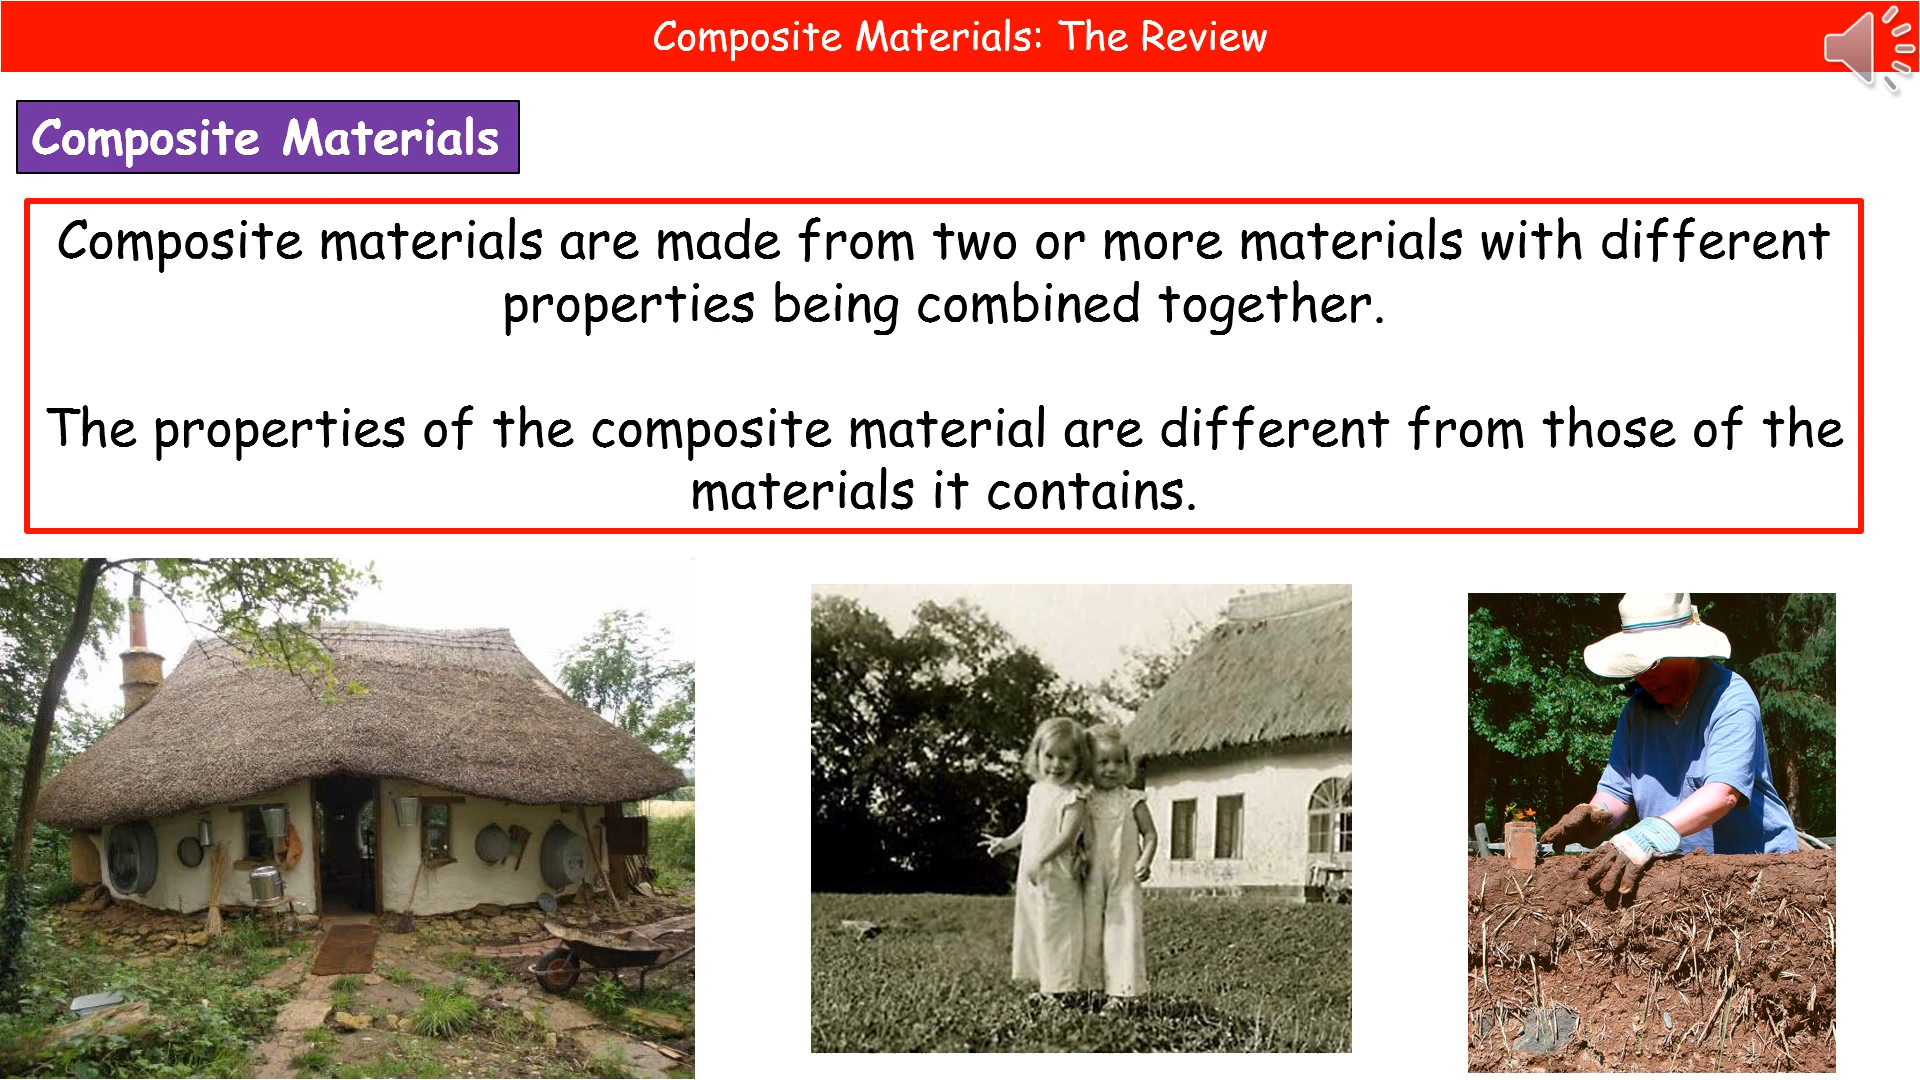 Composite Materials: The Review
Composite Materials
Composite materials are made from two or more materials with different
properties being combined together.
The properties of the composite material are different from those of the
materials it contains.